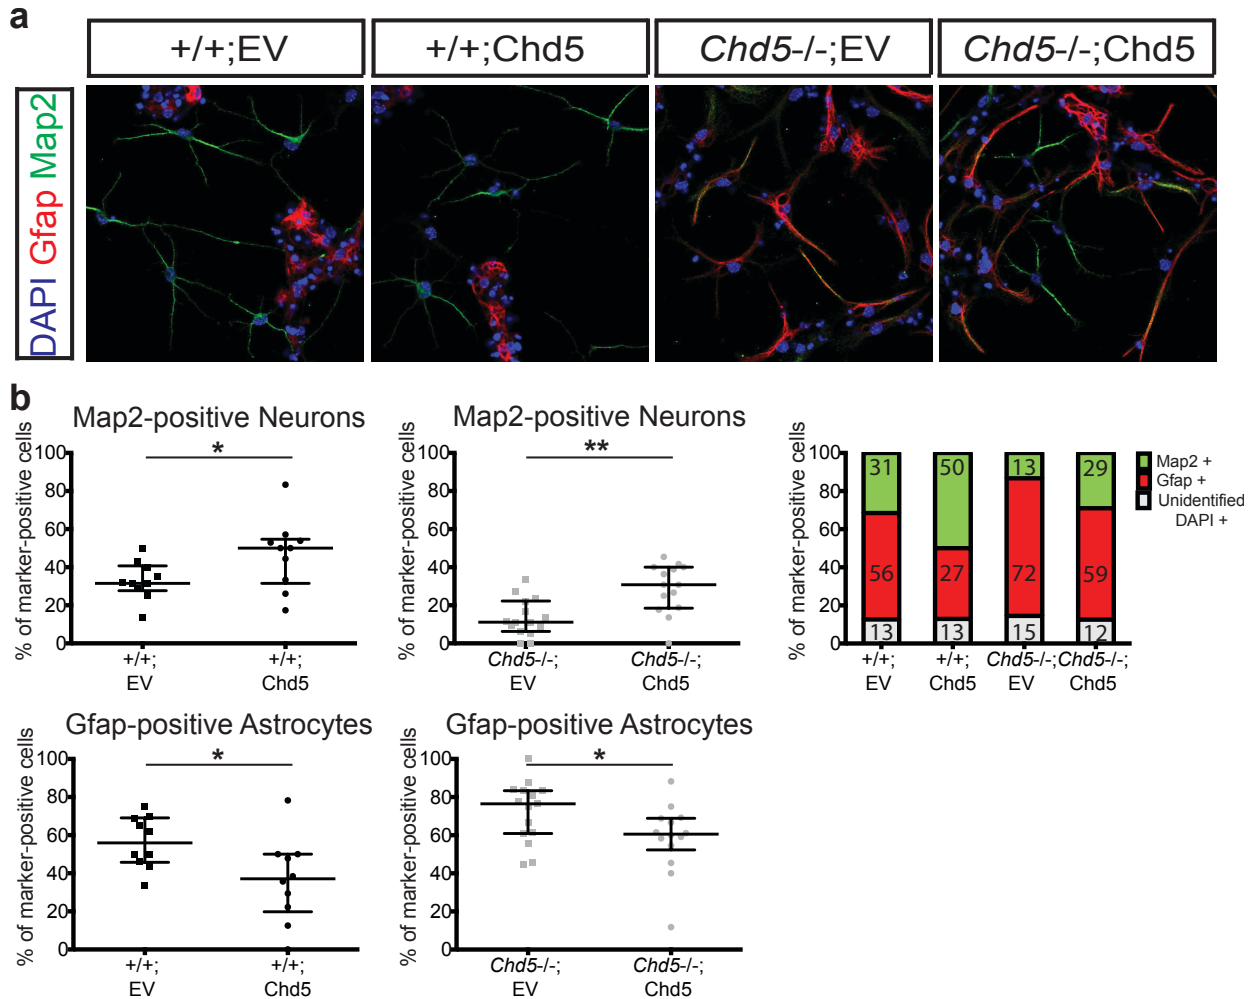 a
+/+;EV
+/+;Chd5
Chd5-/-;EV
Chd5-/-;Chd5
DAPI Gfap Map2
b
Map2-positive Neurons
% of marker-positive cells
100
80
60
40
20
0
*
+/+;
EV
+/+;
Chd5
Map2-positive Neurons
% of marker-positive cells
100
80
60
40
20
0
**
Chd5-/-;
EV
Chd5-/-;
Chd5
% of marker-positive cells
100
80
60
40
20
0
31
56
13
50
27
13
13
72
15
29
59
12
+/+;
EV
+/+;
Chd5
Chd5-/-;
EV
Chd5-/-;
Chd5
Map2 +
Gfap +
Unidentified
DAPI +
Gfap-positive Astrocytes
% of marker-positive cells
100
80
60
40
20
0
*
+/+;
EV
+/+;
Chd5
Gfap-positive Astrocytes
% of marker-positive cells
100
80
60
40
20
0
*
Chd5-/-;
EV
Chd5-/-;
Chd5